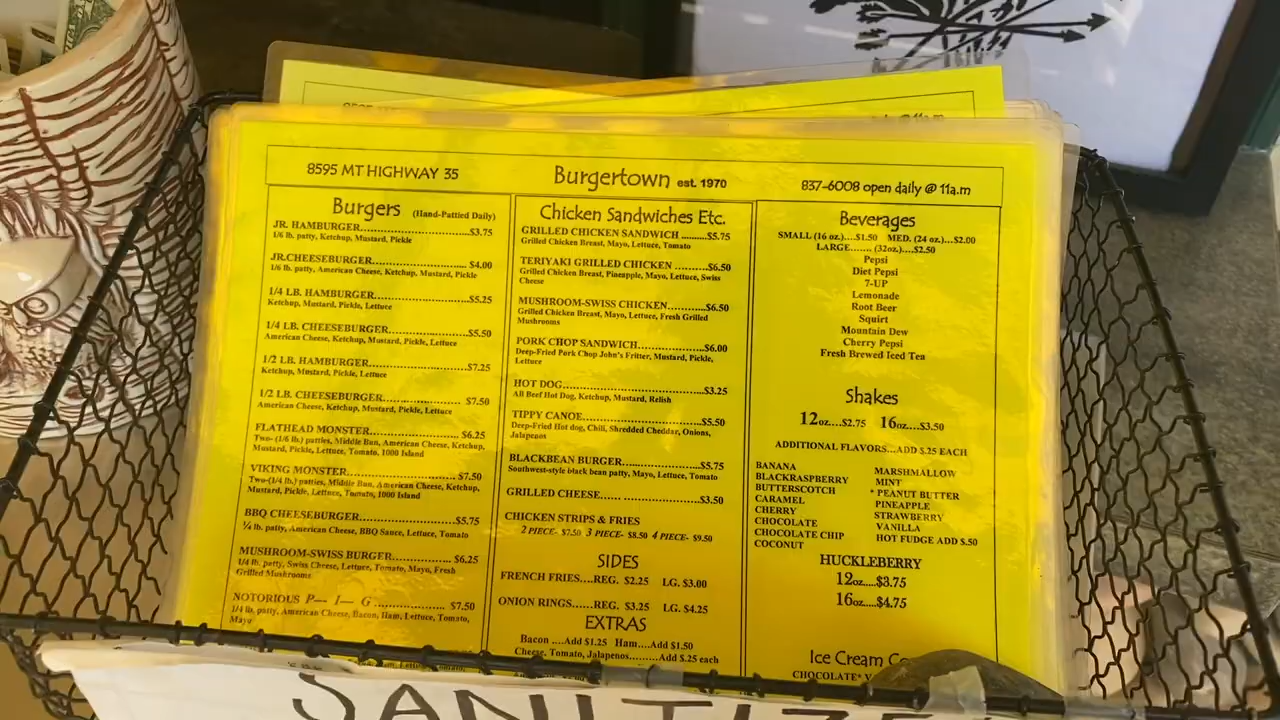 8595 MT HIGHWAY 35 Burgertown est. 1970 837-6008 open daily @ 11a.m
Burgers (Hand-Pattied Daily)
JR. HAMBURGER..........$3.75
1/6 lb. patty, Ketchup, Mustard, Pickle
JR.CHEESEBURGER..........$4.00
1/6 lb. patty, American Cheese, Ketchup, Mustard, Pickle
1/4 LB. HAMBURGER..........$5.25
Ketchup, Mustard, Pickle, Lettuce
1/4 LB. CHEESEBURGER..........$5.50
American Cheese, Ketchup, Mustard, Pickle, Lettuce
1/2 LB. HAMBURGER..........$7.25
Ketchup, Mustard, Pickle, Lettuce
1/2 LB. CHEESEBURGER..........$7.50
American Cheese, Ketchup, Mustard, Pickle, Lettuce
FLATHEAD MONSTER..........$6.25
Two- (1/6 lb.) patties, Middle Bun, American Cheese, Ketchup,
Mustard, Pickle, Lettuce, Tomato, 1000 Island
VIKING MONSTER..........$7.50
Two-(1/4 lb.) patties, Middle Bun, American Cheese, Ketchup,
Mustard, Pickle, Lettuce, Tomato, 1000 Island
BBQ CHEESEBURGER..........$5.75
¼ lb. patty, American Cheese, BBQ Sauce, Lettuce, Tomato
MUSHROOM-SWISS BURGER..........$6.25
1/4 lb. patty, Swiss Cheese, Lettuce, Tomato, Mayo, Fresh
Grilled Mushrooms
NOTORIOUS P— I— G..........$7.50
1/4 lb. patty, American Cheese, Bacon, Ham, Lettuce, Tomato,
Mayo
Chicken Sandwiches Etc.
GRILLED CHICKEN SANDWICH..........$5.75
Grilled Chicken Breast, Mayo, Lettuce, Tomato
TERIYAKI GRILLED CHICKEN..........$6.50
Grilled Chicken Breast, Pineapple, Mayo, Lettuce, Swiss
Cheese
MUSHROOM-SWISS CHICKEN..........$6.50
Grilled Chicken Breast, Mayo, Lettuce, Fresh Grilled
Mushrooms
PORK CHOP SANDWICH..........$6.00
Deep-Fried Pork Chop John's Fritter, Mustard, Pickle,
Lettuce
HOT DOG..........$3.25
All Beef Hot Dog, Ketchup, Mustard, Relish
TIPPY CANOE..........$5.50
Deep-Fried Hot dog, Chili, Shredded Cheddar, Onions,
Jalapenos
BLACKBEAN BURGER..........$5.75
Southwest-style black bean patty, Mayo, Lettuce, Tomato
GRILLED CHEESE..........$3.50
CHICKEN STRIPS & FRIES
2 PIECE- $7.50 3 PIECE- $8.50 4 PIECE- $9.50
SIDES
FRENCH FRIES....REG. $2.25 LG. $3.00
ONION RINGS......REG. $3.25 LG. $4.25
EXTRAS
Bacon ....Add $1.25 Ham....Add $1.50
Cheese, Tomato, Jalapenos.........Add $.25 each
Beverages
SMALL (16 oz.)....$1.50 MED. (24 oz.)...$2.00
LARGE....... (32oz.)...$2.50
Pepsi
Diet Pepsi
7-UP
Lemonade
Root Beer
Squirt
Mountain Dew
Cherry Pepsi
Fresh Brewed Iced Tea
Shakes
12oz....$2.75 16oz....$3.50
ADDITIONAL FLAVORS...ADD $.25 EACH
BANANA
BLACKRASPBERRY
BUTTERSCOTCH
CARAMEL
CHERRY
CHOCOLATE
CHOCOLATE CHIP
COCONUT
MARSHMALLOW
MINT
* PEANUT BUTTER
PINEAPPLE
STRAWBERRY
VANILLA
HOT FUDGE ADD $.50
HUCKLEBERRY
12oz.....$3.75
16oz.....$4.75
Ice Cream
CHOCOLATE*